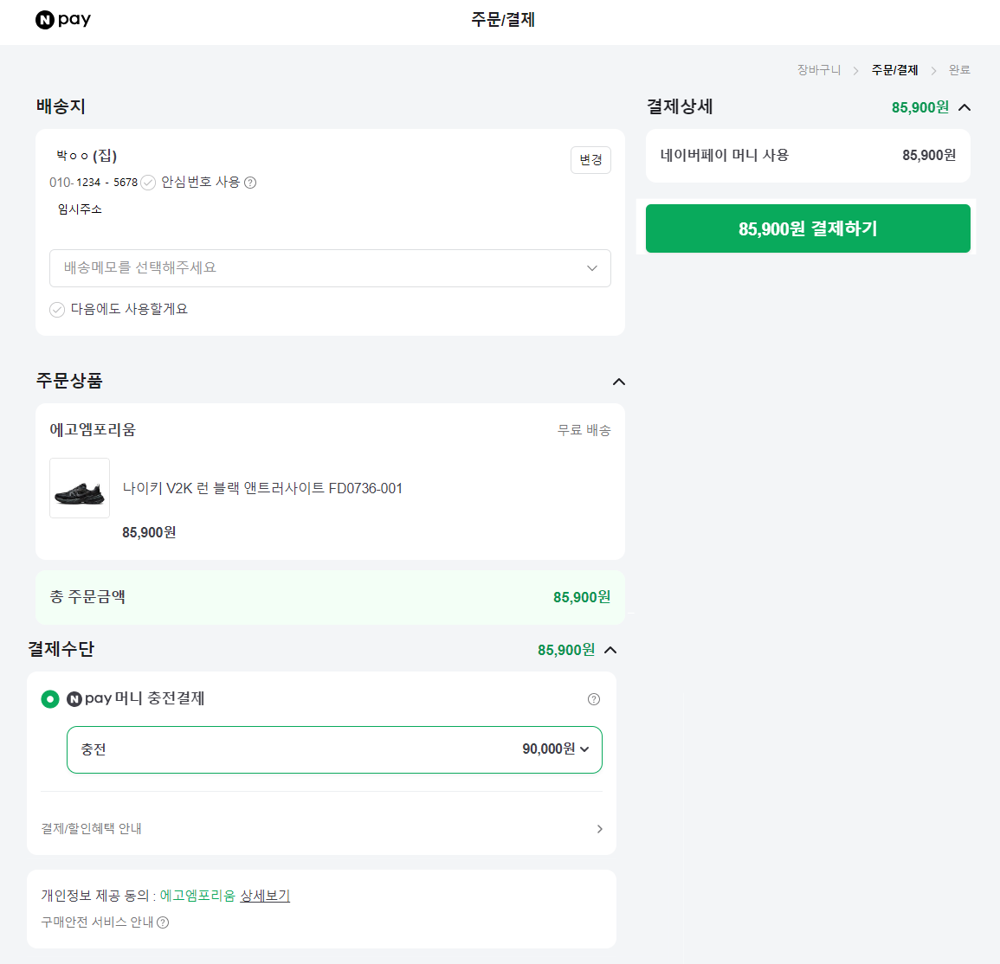 N pay
주문/결제
장바구니 > 주문/결제 > 완료
배송지
박ㅇㅇ (집)
변경
010- 1234 - 5678 안심번호 사용 ?
임시주소
배송메모를 선택해주세요
다음에도 사용할게요
주문상품
에고엠포리움 무료 배송
나이키 V2K 런 블랙 앤트러사이트 FD0736-001
85,900원
총 주문금액 85,900원
결제수단 85,900원
N pay 머니 충전결제 ?
충전 90,000원
결제/할인혜택 안내
개인정보 제공 동의 : 에고엠포리움 상세보기
구매안전 서비스 안내 ?
결제상세 85,900원
네이버페이 머니 사용 85,900원
85,900원 결제하기